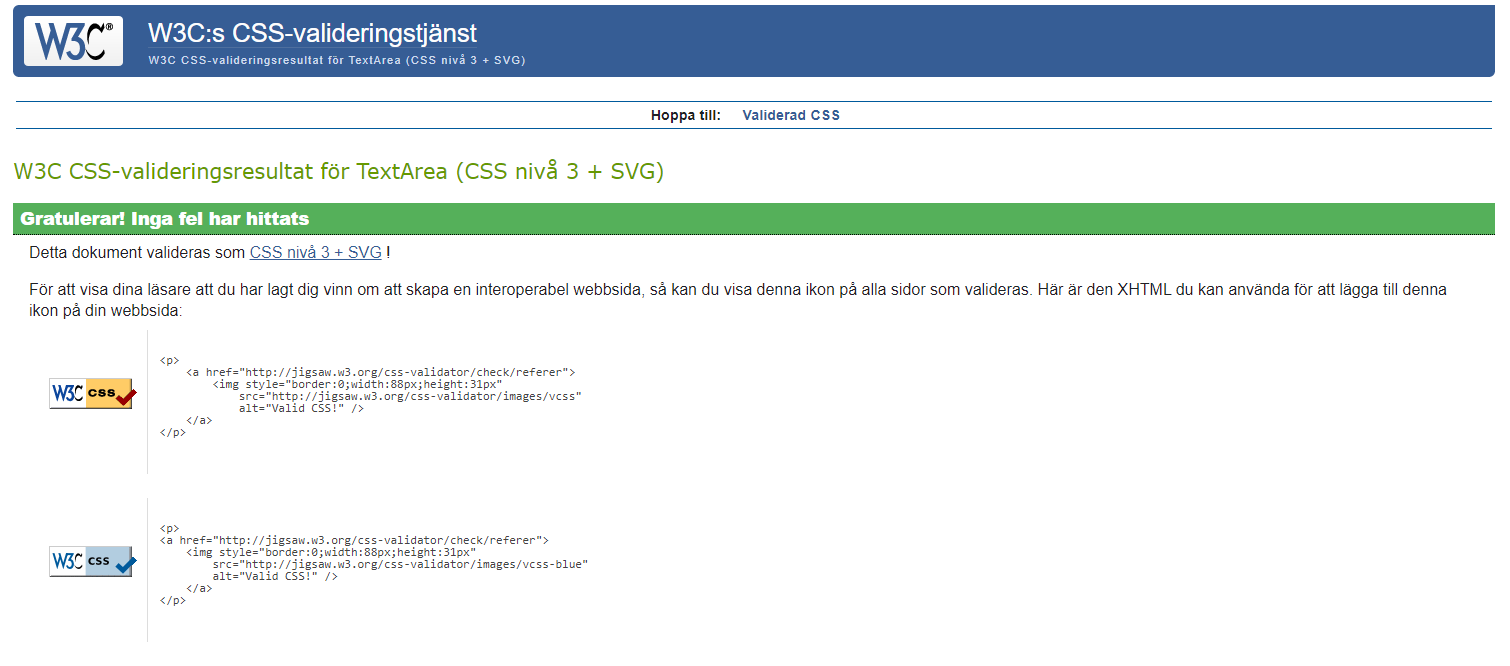 W3C®
W3C:s CSS-valideringstjänst
W3C CSS-valideringsresultat för TextArea (CSS nivå 3 + SVG)
Hoppa till: Validerad CSS
W3C CSS-valideringsresultat för TextArea (CSS nivå 3 + SVG)
Gratulerar! Inga fel har hittats
Detta dokument valideras som CSS nivå 3 + SVG !
För att visa dina läsare att du har lagt dig vinn om att skapa en interoperabel webbsida, så kan du visa denna ikon på alla sidor som valideras. Här är den XHTML du kan använda för att lägga till denna
ikon på din webbsida:
W3C css
<p>
    <a href="http://jigsaw.w3.org/css-validator/check/referer">
        <img style="border:0;width:88px;height:31px"
            src="http://jigsaw.w3.org/css-validator/images/vcss"
            alt="Valid CSS!" />
    </a>
</p>
W3C css
<p>
<a href="http://jigsaw.w3.org/css-validator/check/referer">
    <img style="border:0;width:88px;height:31px"
        src="http://jigsaw.w3.org/css-validator/images/vcss-blue"
        alt="Valid CSS!" />
    </a>
</p>